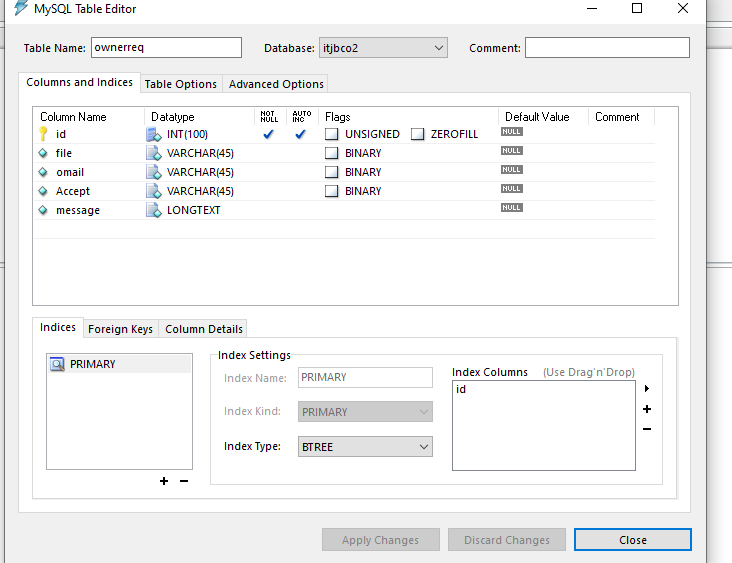 MySQL Table Editor
Table Name: ownerreq Database: itjbco2 Comment:
Columns and Indices Table Options Advanced Options
Column Name Datatype NOT NULL AUTO INC Flags Default Value Comment
id INT(100) UNSIGNED ZEROFILL NULL
file VARCHAR(45) BINARY NULL
omail VARCHAR(45) BINARY NULL
Accept VARCHAR(45) BINARY NULL
message LONGTEXT NULL
Indices Foreign Keys Column Details
PRIMARY
Index Settings
Index Name: PRIMARY
Index Kind: PRIMARY
Index Type: BTREE
Index Columns (Use Drag'n'Drop)
id
Apply Changes Discard Changes Close